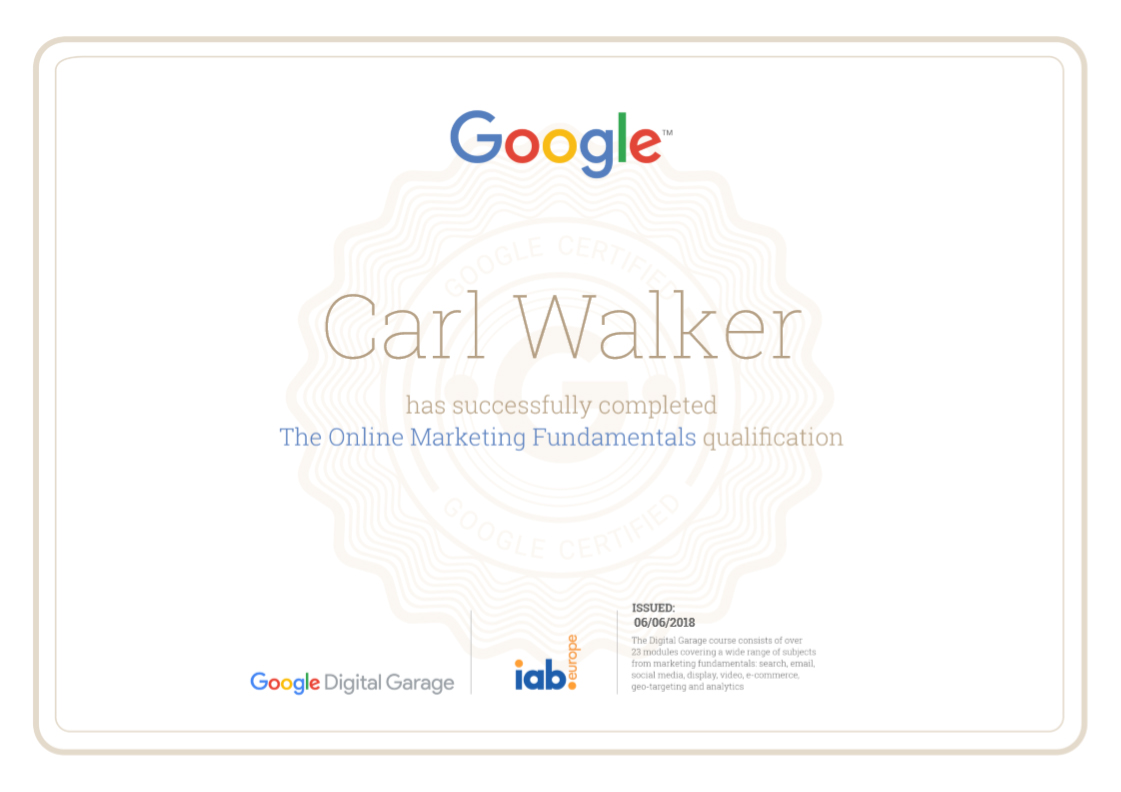 Google™
GOOGLE CERTIFIED
Carl Walker
has successfully completed
The Online Marketing Fundamentals qualification
GOOGLE CERTIFIED
Google Digital Garage
iab europe
ISSUED:
06/06/2018
The Digital Garage course consists of over
23 modules covering a wide range of subjects
from marketing fundamentals: search, email,
social media, display, video, e-commerce,
geo-targeting and analytics